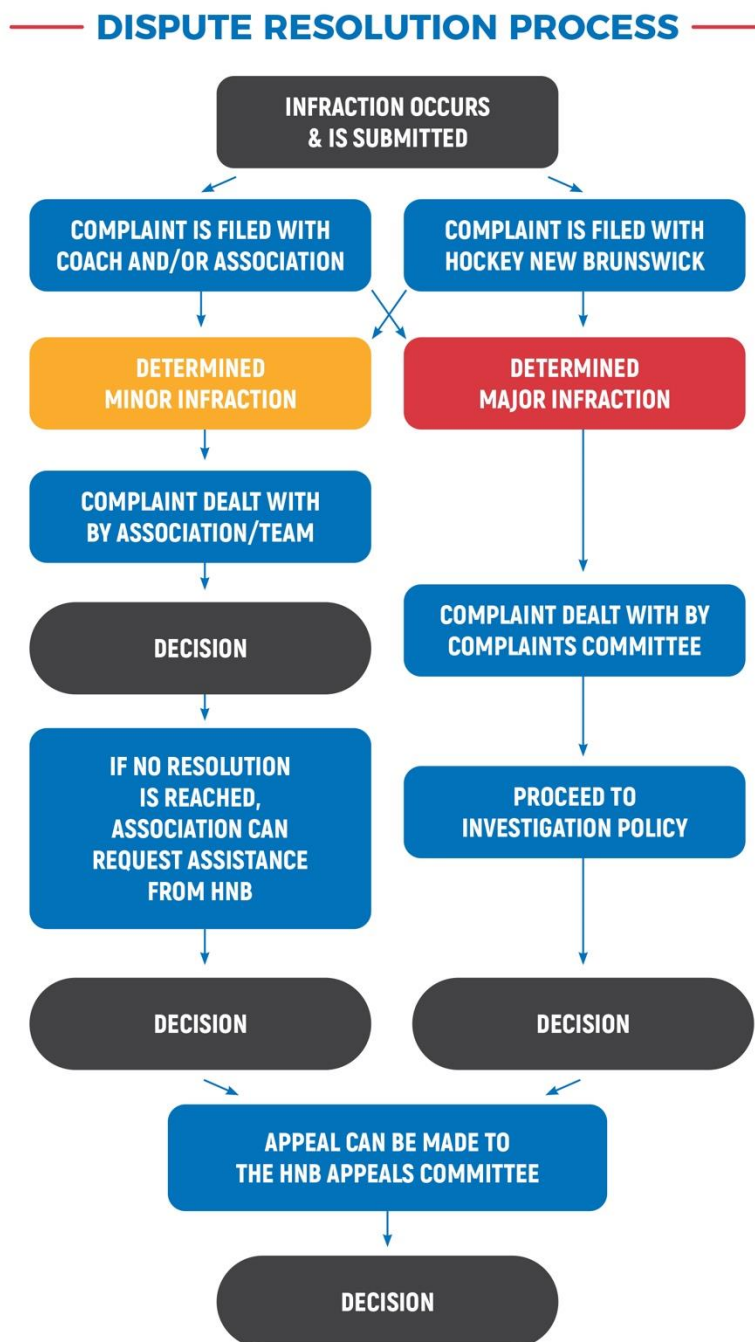 DISPUTE RESOLUTION PROCESS
INFRACTION OCCURS
& IS SUBMITTED
COMPLAINT IS FILED WITH
COACH AND/OR ASSOCIATION
COMPLAINT IS FILED WITH
HOCKEY NEW BRUNSWICK
DETERMINED
MINOR INFRACTION
DETERMINED
MAJOR INFRACTION
COMPLAINT DEALT WITH
BY ASSOCIATION/TEAM
DECISION
COMPLAINT DEALT WITH BY
COMPLAINTS COMMITTEE
IF NO RESOLUTION
IS REACHED,
ASSOCIATION CAN
REQUEST ASSISTANCE
FROM HNB
PROCEED TO
INVESTIGATION POLICY
DECISION
DECISION
APPEAL CAN BE MADE TO
THE HNB APPEALS COMMITTEE
DECISION